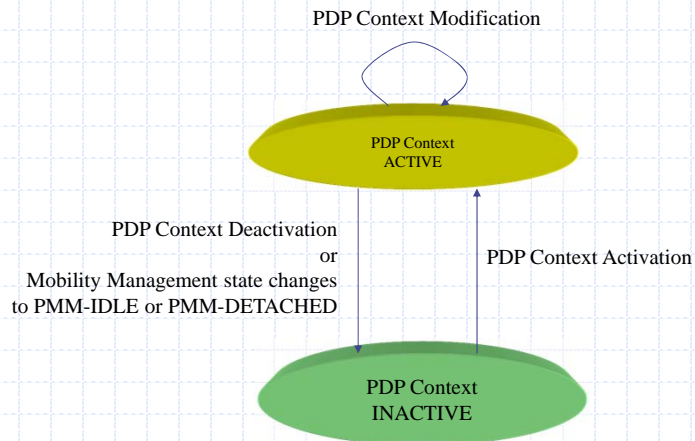 PDP Context Modification
PDP Context
ACTIVE
PDP Context Deactivation
or
Mobility Management state changes
to PMM-IDLE or PMM-DETACHED
PDP Context Activation
PDP Context
INACTIVE